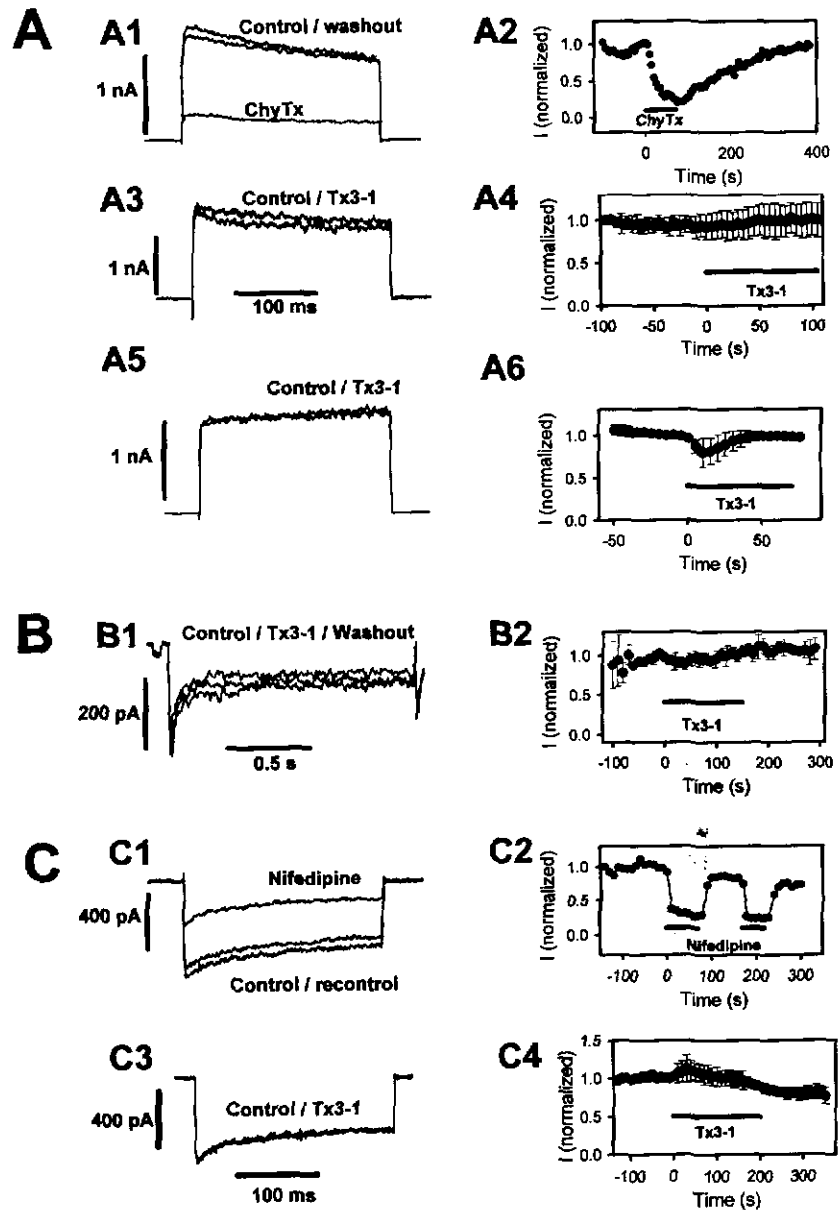 A
A1
Control / washout
1 nA
ChyTx
A2
I (normalized)
1.0
0.5
0.0
ChyTx
0 200 400
Time (s)
A3
Control / Tx3-1
1 nA
100 ms
A4
I (normalized)
1.0
0.5
0.0
Tx3-1
-100 -50 0 50 100
Time (s)
A5
Control / Tx3-1
1 nA
A6
I (normalized)
1.0
0.5
0.0
Tx3-1
-50 0 50
Time (s)
B
B1
Control / Tx3-1 / Washout
200 pA
0.5 s
B2
I (normalized)
1.0
0.5
0.0
Tx3-1
-100 0 100 200 300
Time (s)
C
C1
Nifedipine
400 pA
Control / recontrol
C2
I (normalized)
1.0
0.5
0.0
Nifedipine
-100 0 100 200 300
Time (s)
C3
Control / Tx3-1
400 pA
100 ms
C4
I (normalized)
1.5
1.0
0.5
0.0
Tx3-1
-100 0 100 200 300
Time (s)